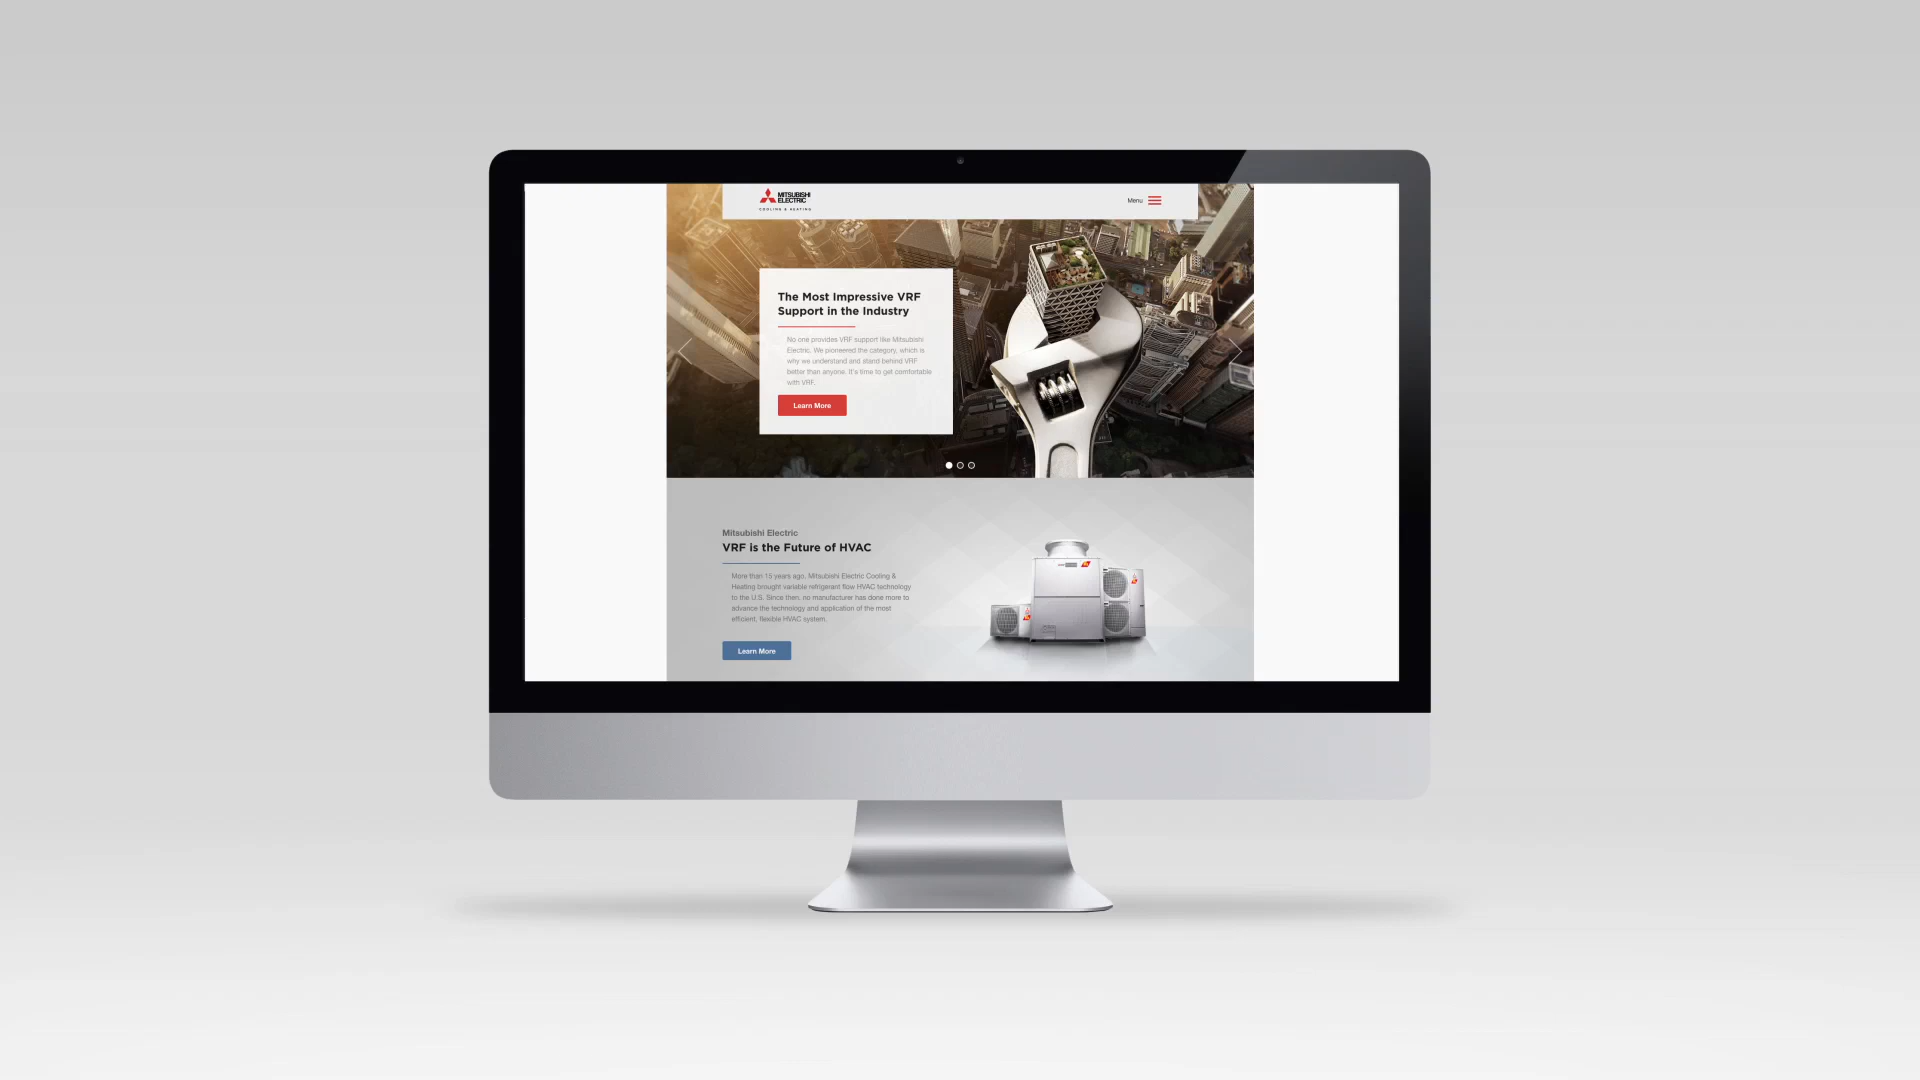 MITSUBISHI
ELECTRIC
COOLING & HEATING
Menu
The Most Impressive VRF
Support in the Industry
No one provides VRF support like Mitsubishi
Electric. We pioneered the category, which is
why we understand and stand behind VRF
better than anyone. It's time to get comfortable
with VRF.
Learn More
Mitsubishi Electric
VRF is the Future of HVAC
More than 15 years ago, Mitsubishi Electric Cooling &
Heating brought variable refrigerant flow HVAC technology
to the U.S. Since then, no manufacturer has done more to
advance the technology and application of the most
efficient, flexible HVAC system.
Learn More